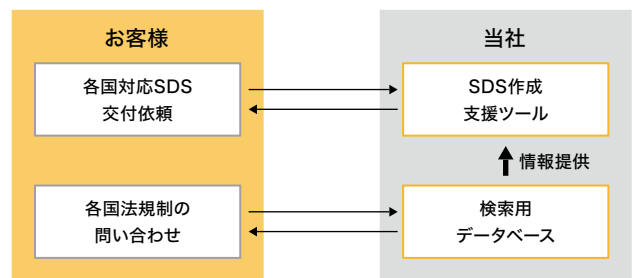 お客様
各国対応SDS
交付依頼
各国法規制の
問い合わせ
当社
SDS作成
支援ツール
情報提供
検索用
データベース